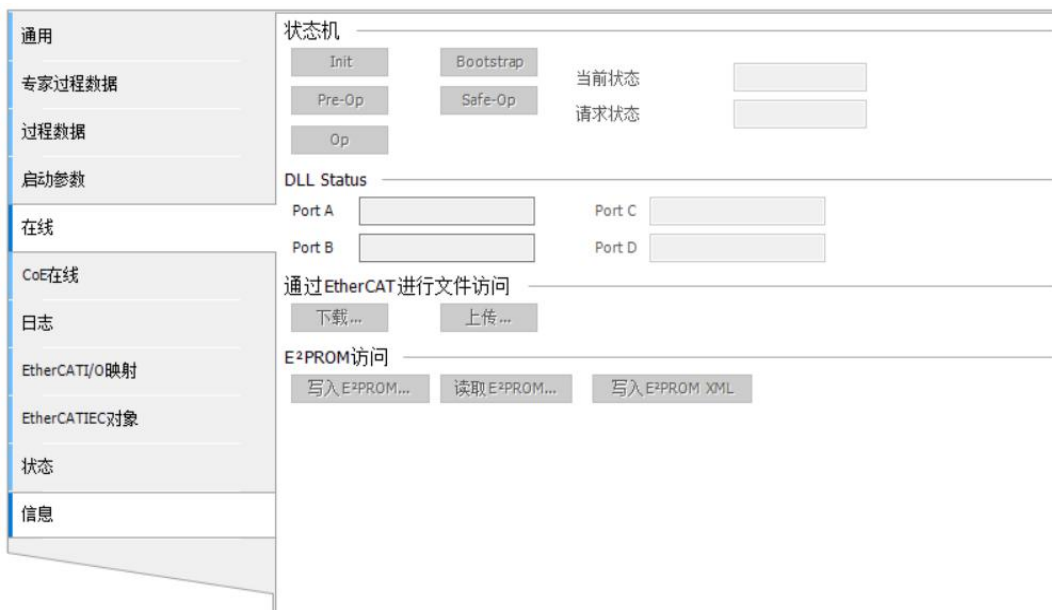 通用
专家过程数据
过程数据
启动参数
在线
CoE在线
日志
EtherCATI/O映射
EtherCATIEC对象
状态
信息
状态机
Init Bootstrap
当前状态
Pre-Op Safe-Op
请求状态
Op
DLL Status
Port A Port C
Port B Port D
通过EtherCAT进行文件访问
下载... 上传...
E²PROM访问
写入E²PROM... 读取E²PROM... 写入E²PROM XML